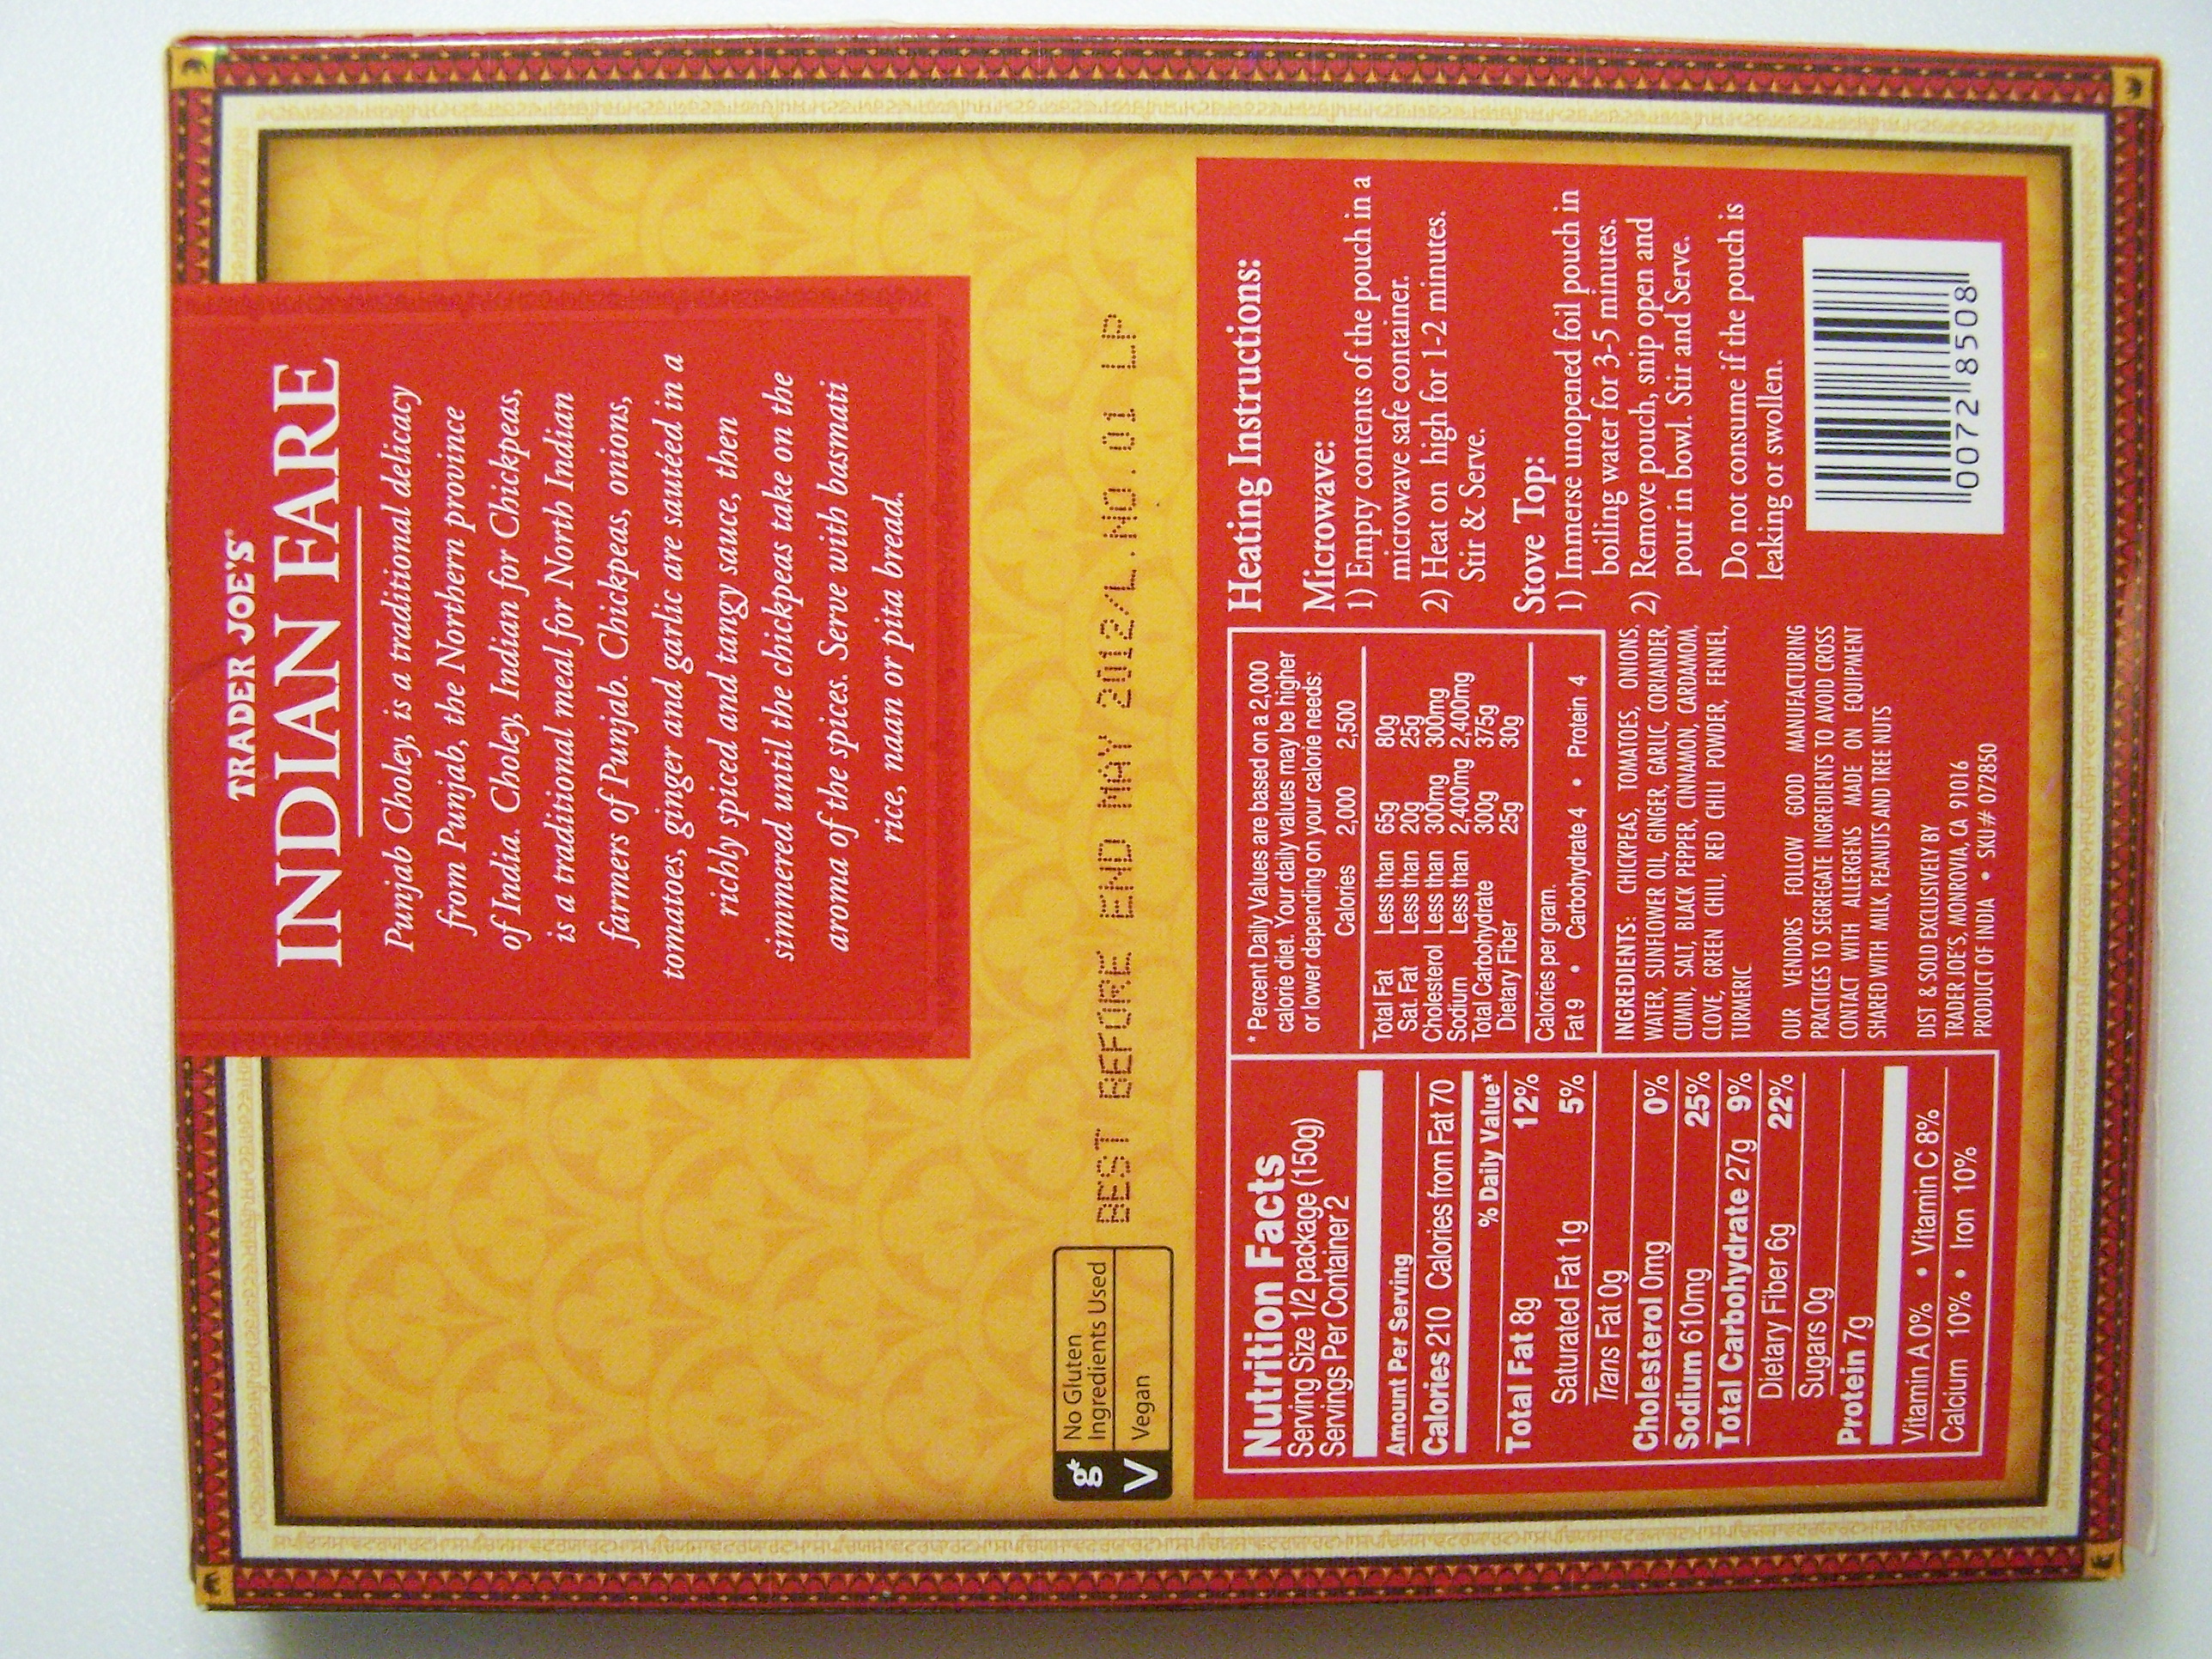 TRADER JOE'S®
INDIAN FARE
Punjab Choley, is a traditional delicacy
from Punjab, the Northern province
of India. Choley, Indian for Chickpeas,
is a traditional meal for North Indian
farmers of Punjab. Chickpeas, onions,
tomatoes, ginger and garlic are sautéed in a
richly spiced and tangy sauce, then
simmered until the chickpeas take on the
aroma of the spices. Serve with basmati
rice, naan or pita bread.
g No Gluten
Ingredients Used
V Vegan
BEST BEFORE END MAY 2012/L.NO.01 LP
Nutrition Facts
Serving Size 1/2 package (150g)
Servings Per Container 2
Amount Per Serving
Calories 210 Calories from Fat 70
% Daily Value*
Total Fat 8g 12%
Saturated Fat 1g 5%
Trans Fat 0g
Cholesterol 0mg 0%
Sodium 610mg 25%
Total Carbohydrate 27g 9%
Dietary Fiber 6g 22%
Sugars 0g
Protein 7g
Vitamin A 0% • Vitamin C 8%
Calcium 10% • Iron 10%
* Percent Daily Values are based on a 2,000
calorie diet. Your daily values may be higher
or lower depending on your calorie needs:
Calories 2,000 2,500
Total Fat Less than 65g 80g
Sat. Fat Less than 20g 25g
Cholesterol Less than 300mg 300mg
Sodium Less than 2,400mg 2,400mg
Total Carbohydrate 300g 375g
Dietary Fiber 25g 30g
Calories per gram.
Fat 9 • Carbohydrate 4 • Protein 4
INGREDIENTS: CHICKPEAS, TOMATOES, ONIONS,
WATER, SUNFLOWER OIL, GINGER, GARLIC, CORIANDER,
CUMIN, SALT, BLACK PEPPER, CINNAMON, CARDAMOM,
CLOVE, GREEN CHILI, RED CHILI POWDER, FENNEL,
TURMERIC
OUR VENDORS FOLLOW GOOD MANUFACTURING
PRACTICES TO SEGREGATE INGREDIENTS TO AVOID CROSS
CONTACT WITH ALLERGENS MADE ON EQUIPMENT
SHARED WITH MILK, PEANUTS AND TREE NUTS
DIST & SOLD EXCLUSIVELY BY
TRADER JOE'S, MONROVIA, CA 91016
PRODUCT OF INDIA • SKU# 072850
Heating Instructions:
Microwave:
1) Empty contents of the pouch in a
microwave safe container.
2) Heat on high for 1-2 minutes.
Stir & Serve.
Stove Top:
1) Immerse unopened foil pouch in
boiling water for 3-5 minutes.
2) Remove pouch, snip open and
pour in bowl. Stir and Serve.
Do not consume if the pouch is
leaking or swollen.
0072 8508